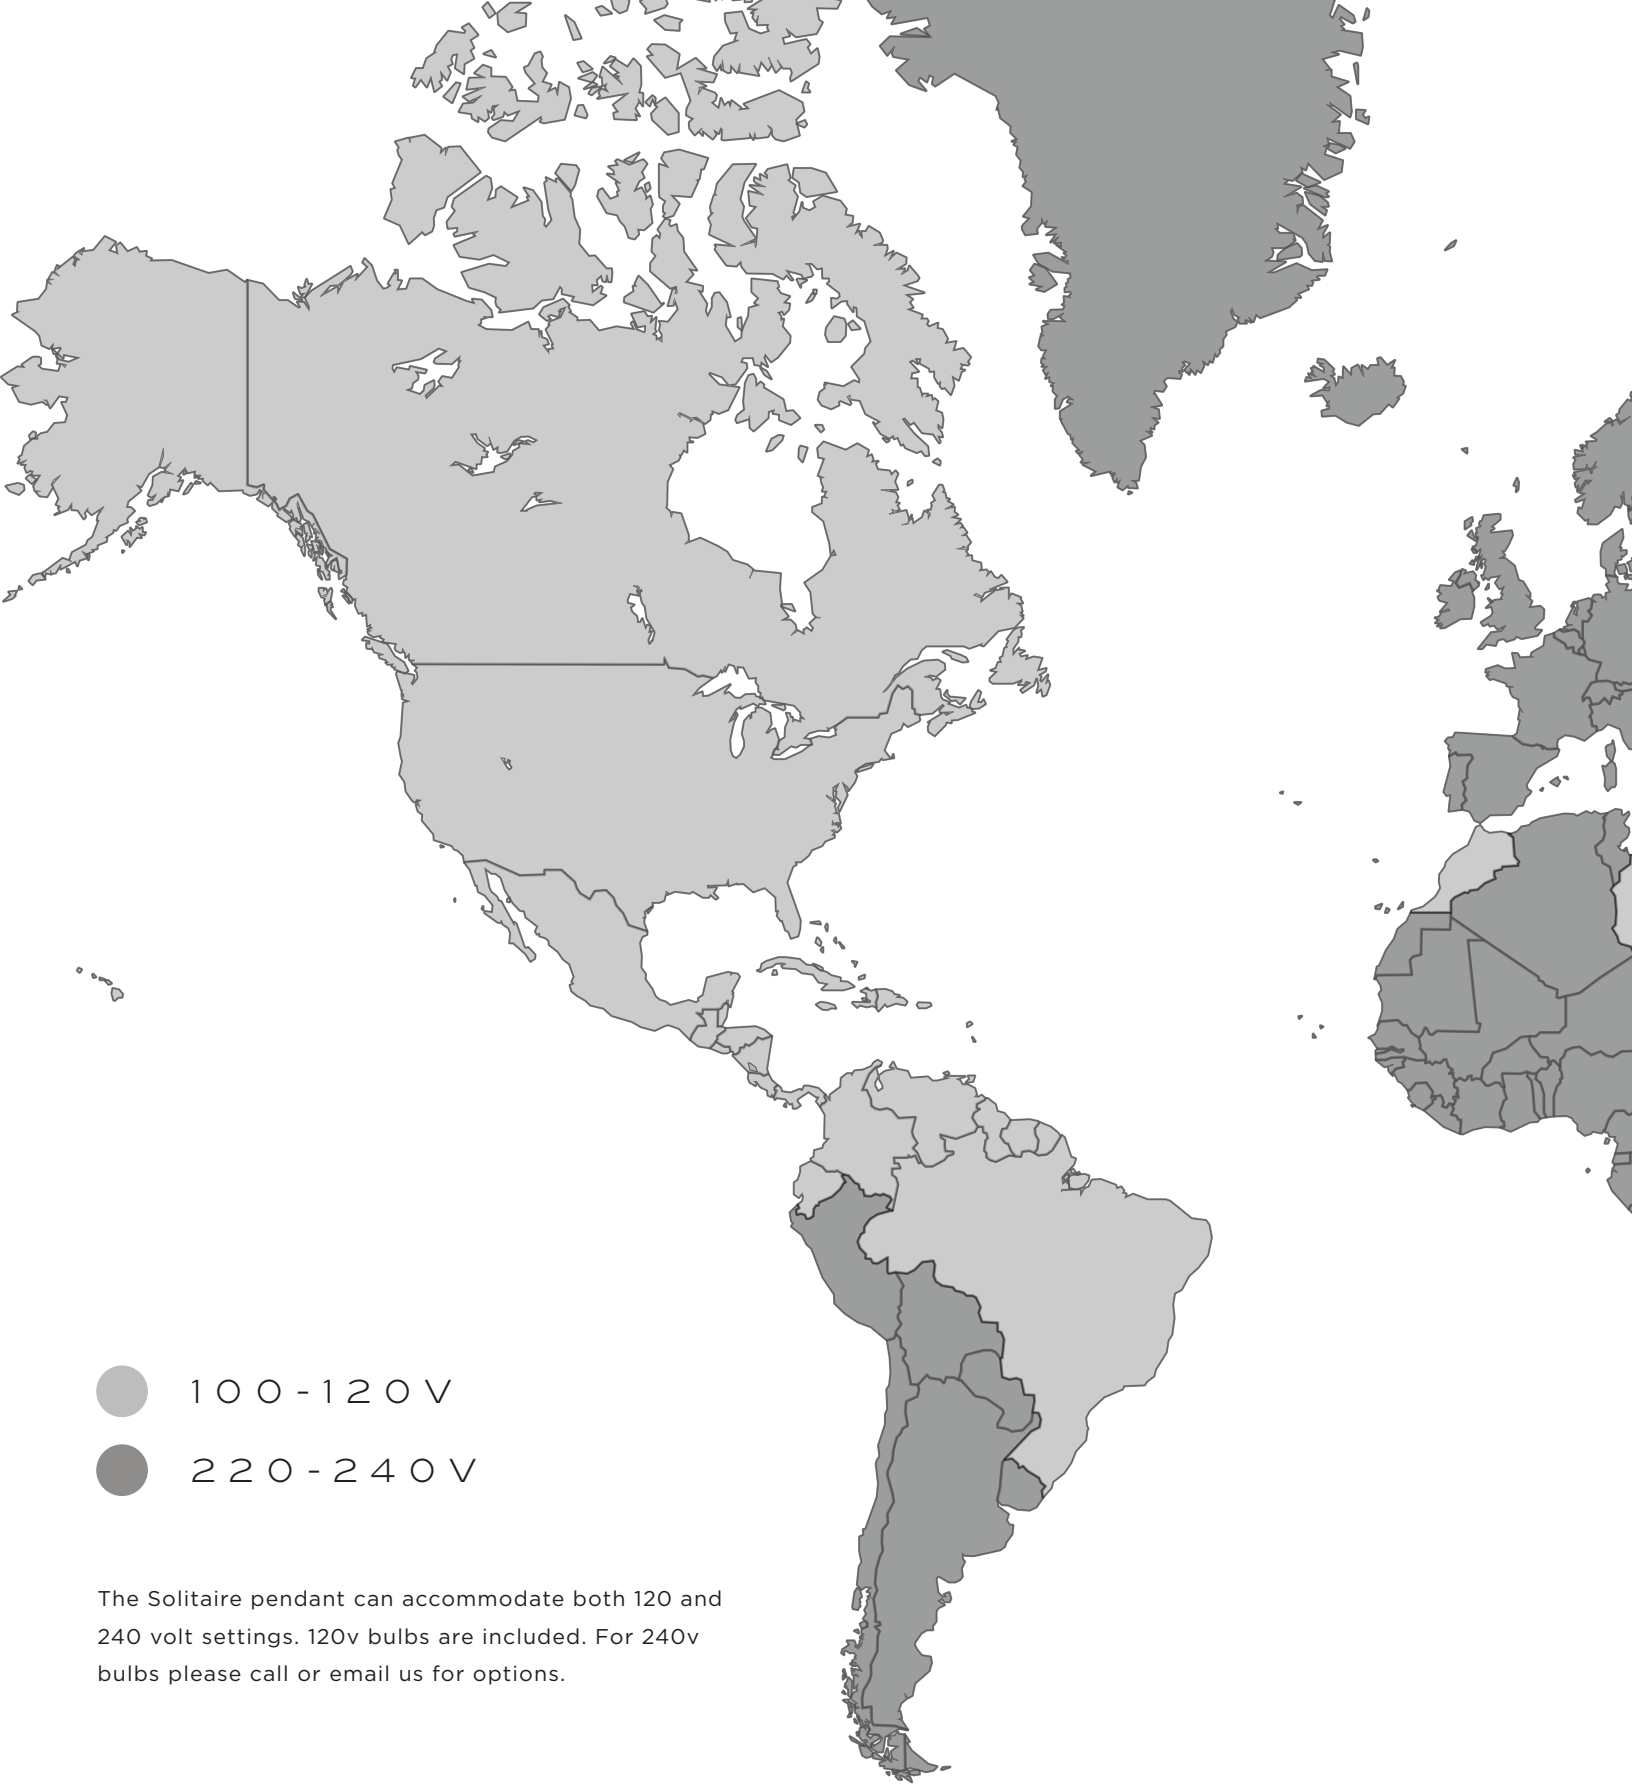 100-120V
220-240V
The Solitaire pendant can accommodate both 120 and
240 volt settings. 120v bulbs are included. For 240v
bulbs please call or email us for options.